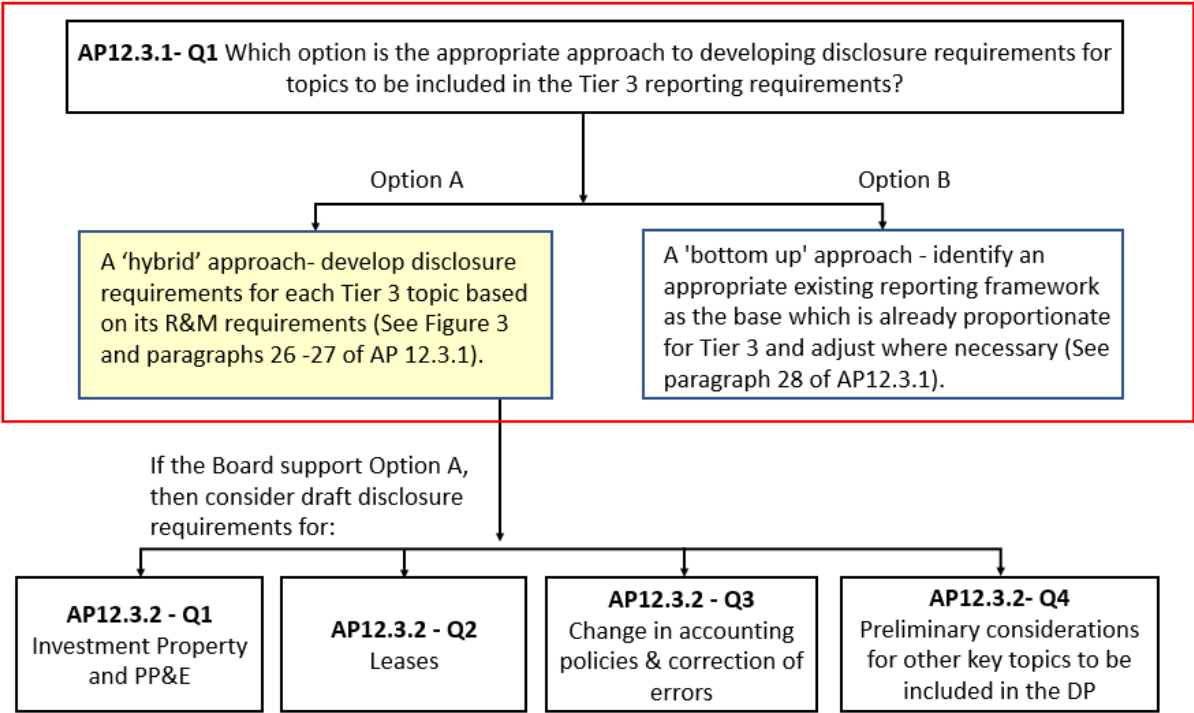 AP12.3.1- Q1 Which option is the appropriate approach to developing disclosure requirements for
topics to be included in the Tier 3 reporting requirements?
Option A
Option B
A ‘hybrid’ approach- develop disclosure
requirements for each Tier 3 topic based
on its R&M requirements (See Figure 3
and paragraphs 26 -27 of AP 12.3.1).
A 'bottom up' approach - identify an
appropriate existing reporting framework
as the base which is already proportionate
for Tier 3 and adjust where necessary (See
paragraph 28 of AP12.3.1).
If the Board support Option A,
then consider draft disclosure
requirements for:
AP12.3.2 - Q1
Investment Property
and PP&E
AP12.3.2 - Q2
Leases
AP12.3.2 - Q3
Change in accounting
policies & correction of
errors
AP12.3.2- Q4
Preliminary considerations
for other key topics to be
included in the DP